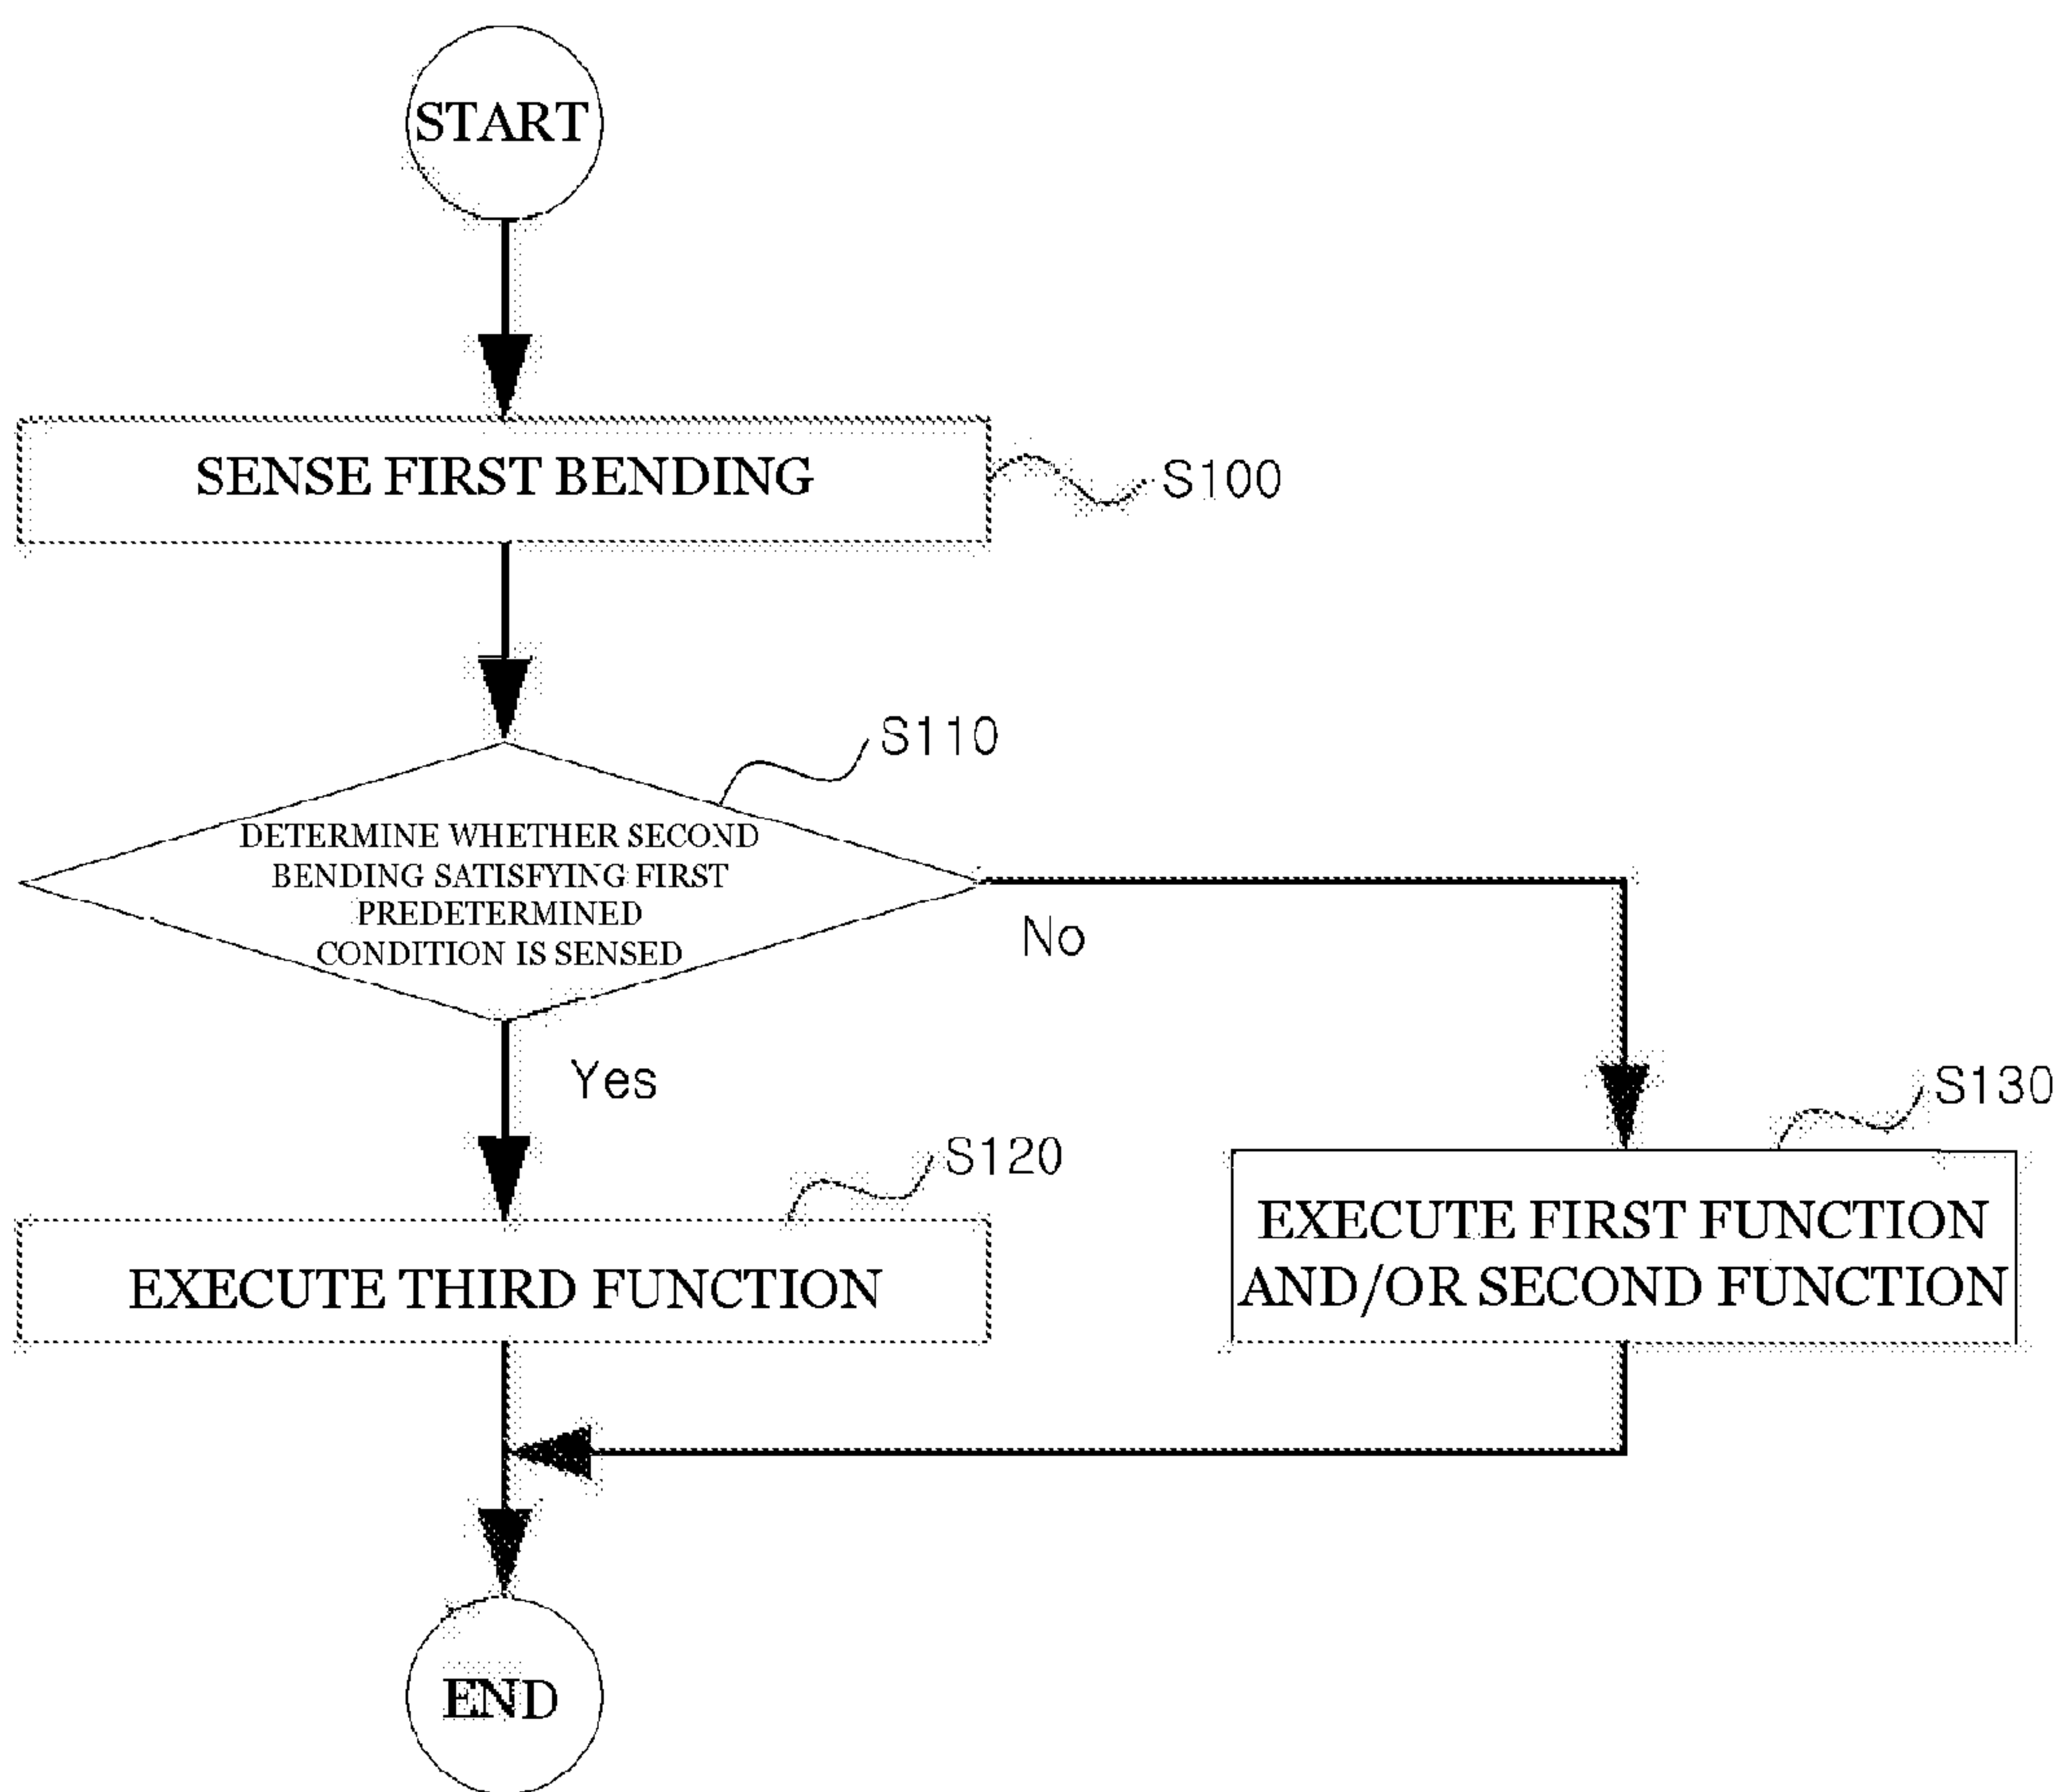 START
SENSE FIRST BENDING
S100
S110
DETERMINE WHETHER SECOND
BENDING SATISFYING FIRST
PREDETERMINED
CONDITION IS SENSED
No
Yes
S130
S120
EXECUTE FIRST FUNCTION
AND/OR SECOND FUNCTION
EXECUTE THIRD FUNCTION
END